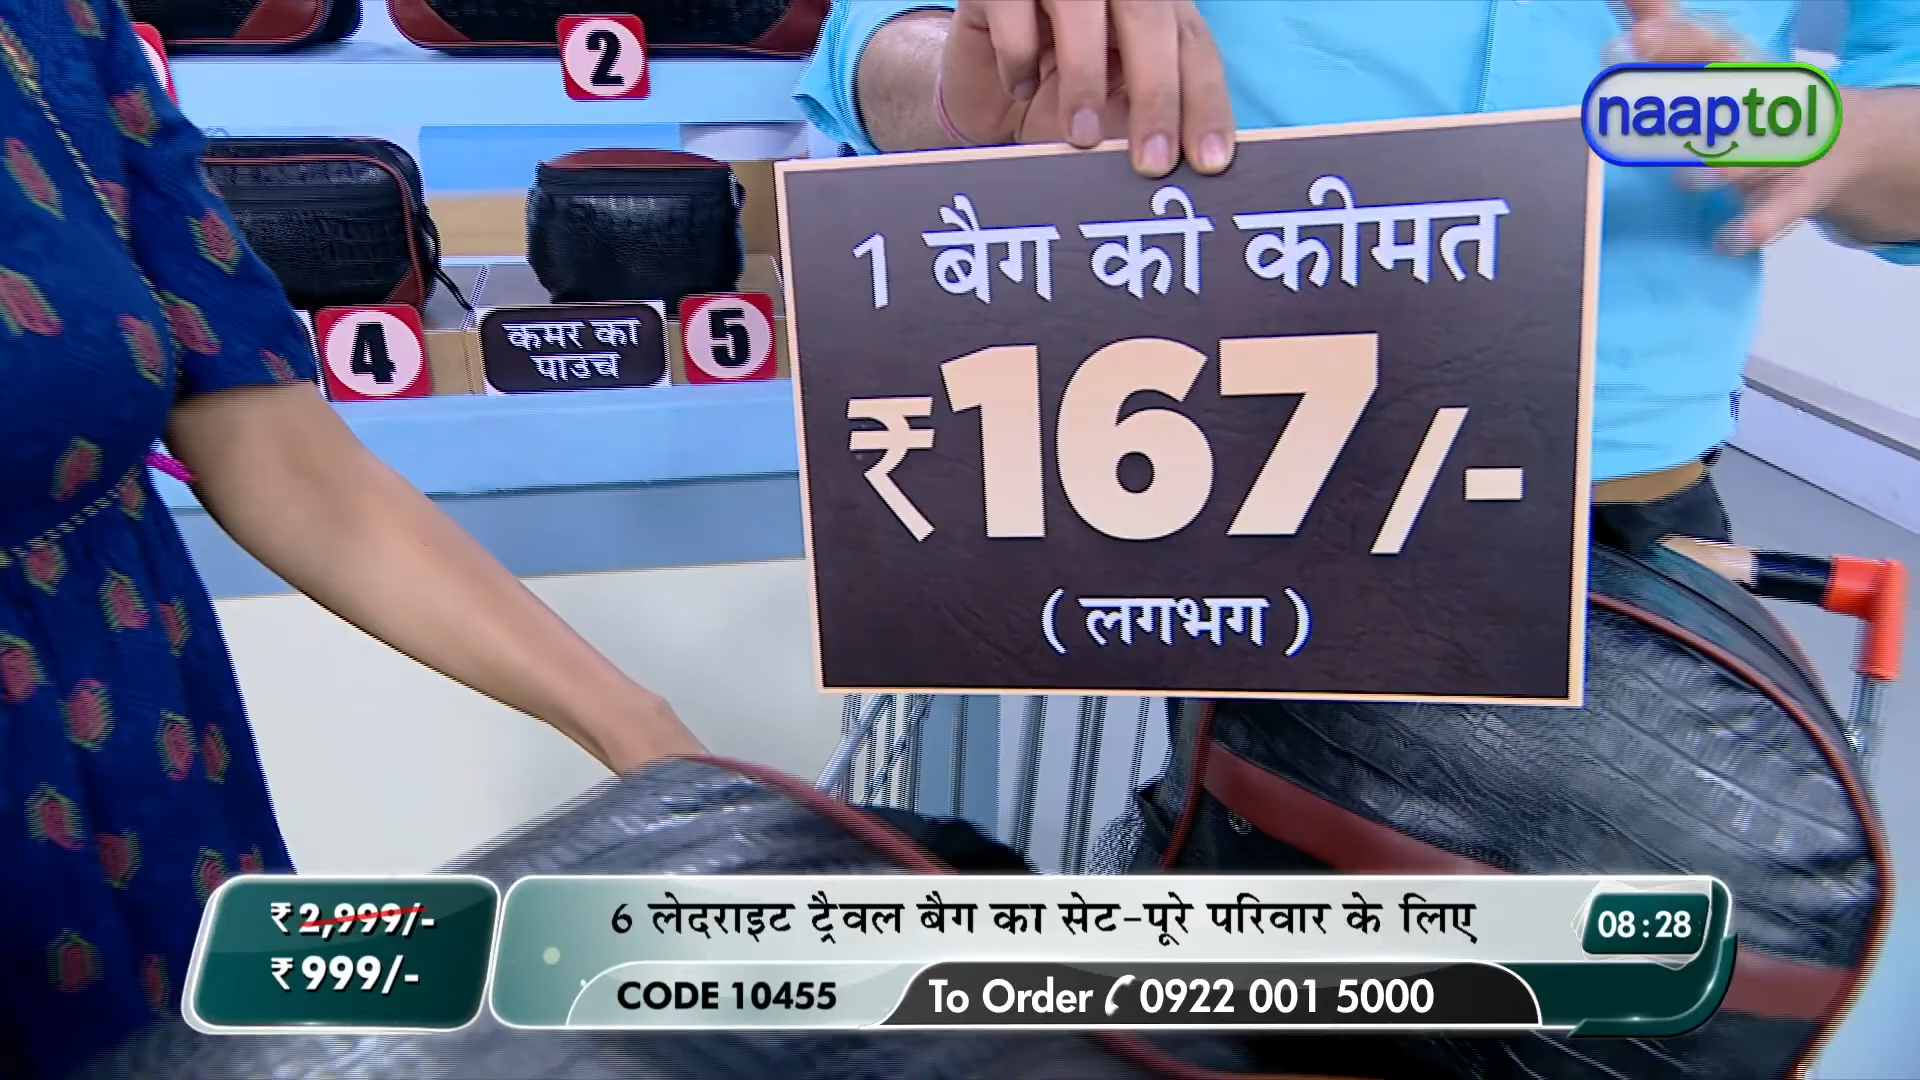 2
naaptol
4
कमर का
पाउच
5
1 बैग की कीमत
₹167/-
( लगभग )
₹2,999/-
₹999/-
6 लेदराइट ट्रैवल बैग का सेट-पूरे परिवार के लिए
08:28
CODE 10455
To Order 0922 001 5000